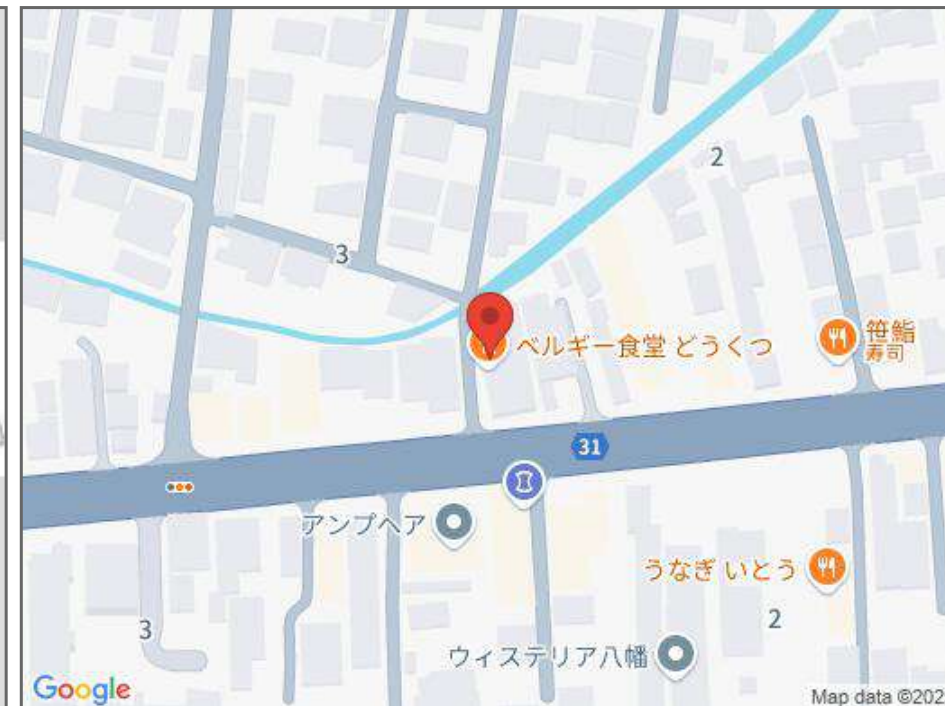 2
3
ベルギー食堂 どうくつ
笹鮨
寿司
31
アンプヘア
うなぎ いとう
3
2
ウィステリア八幡
Google
Map data ©202